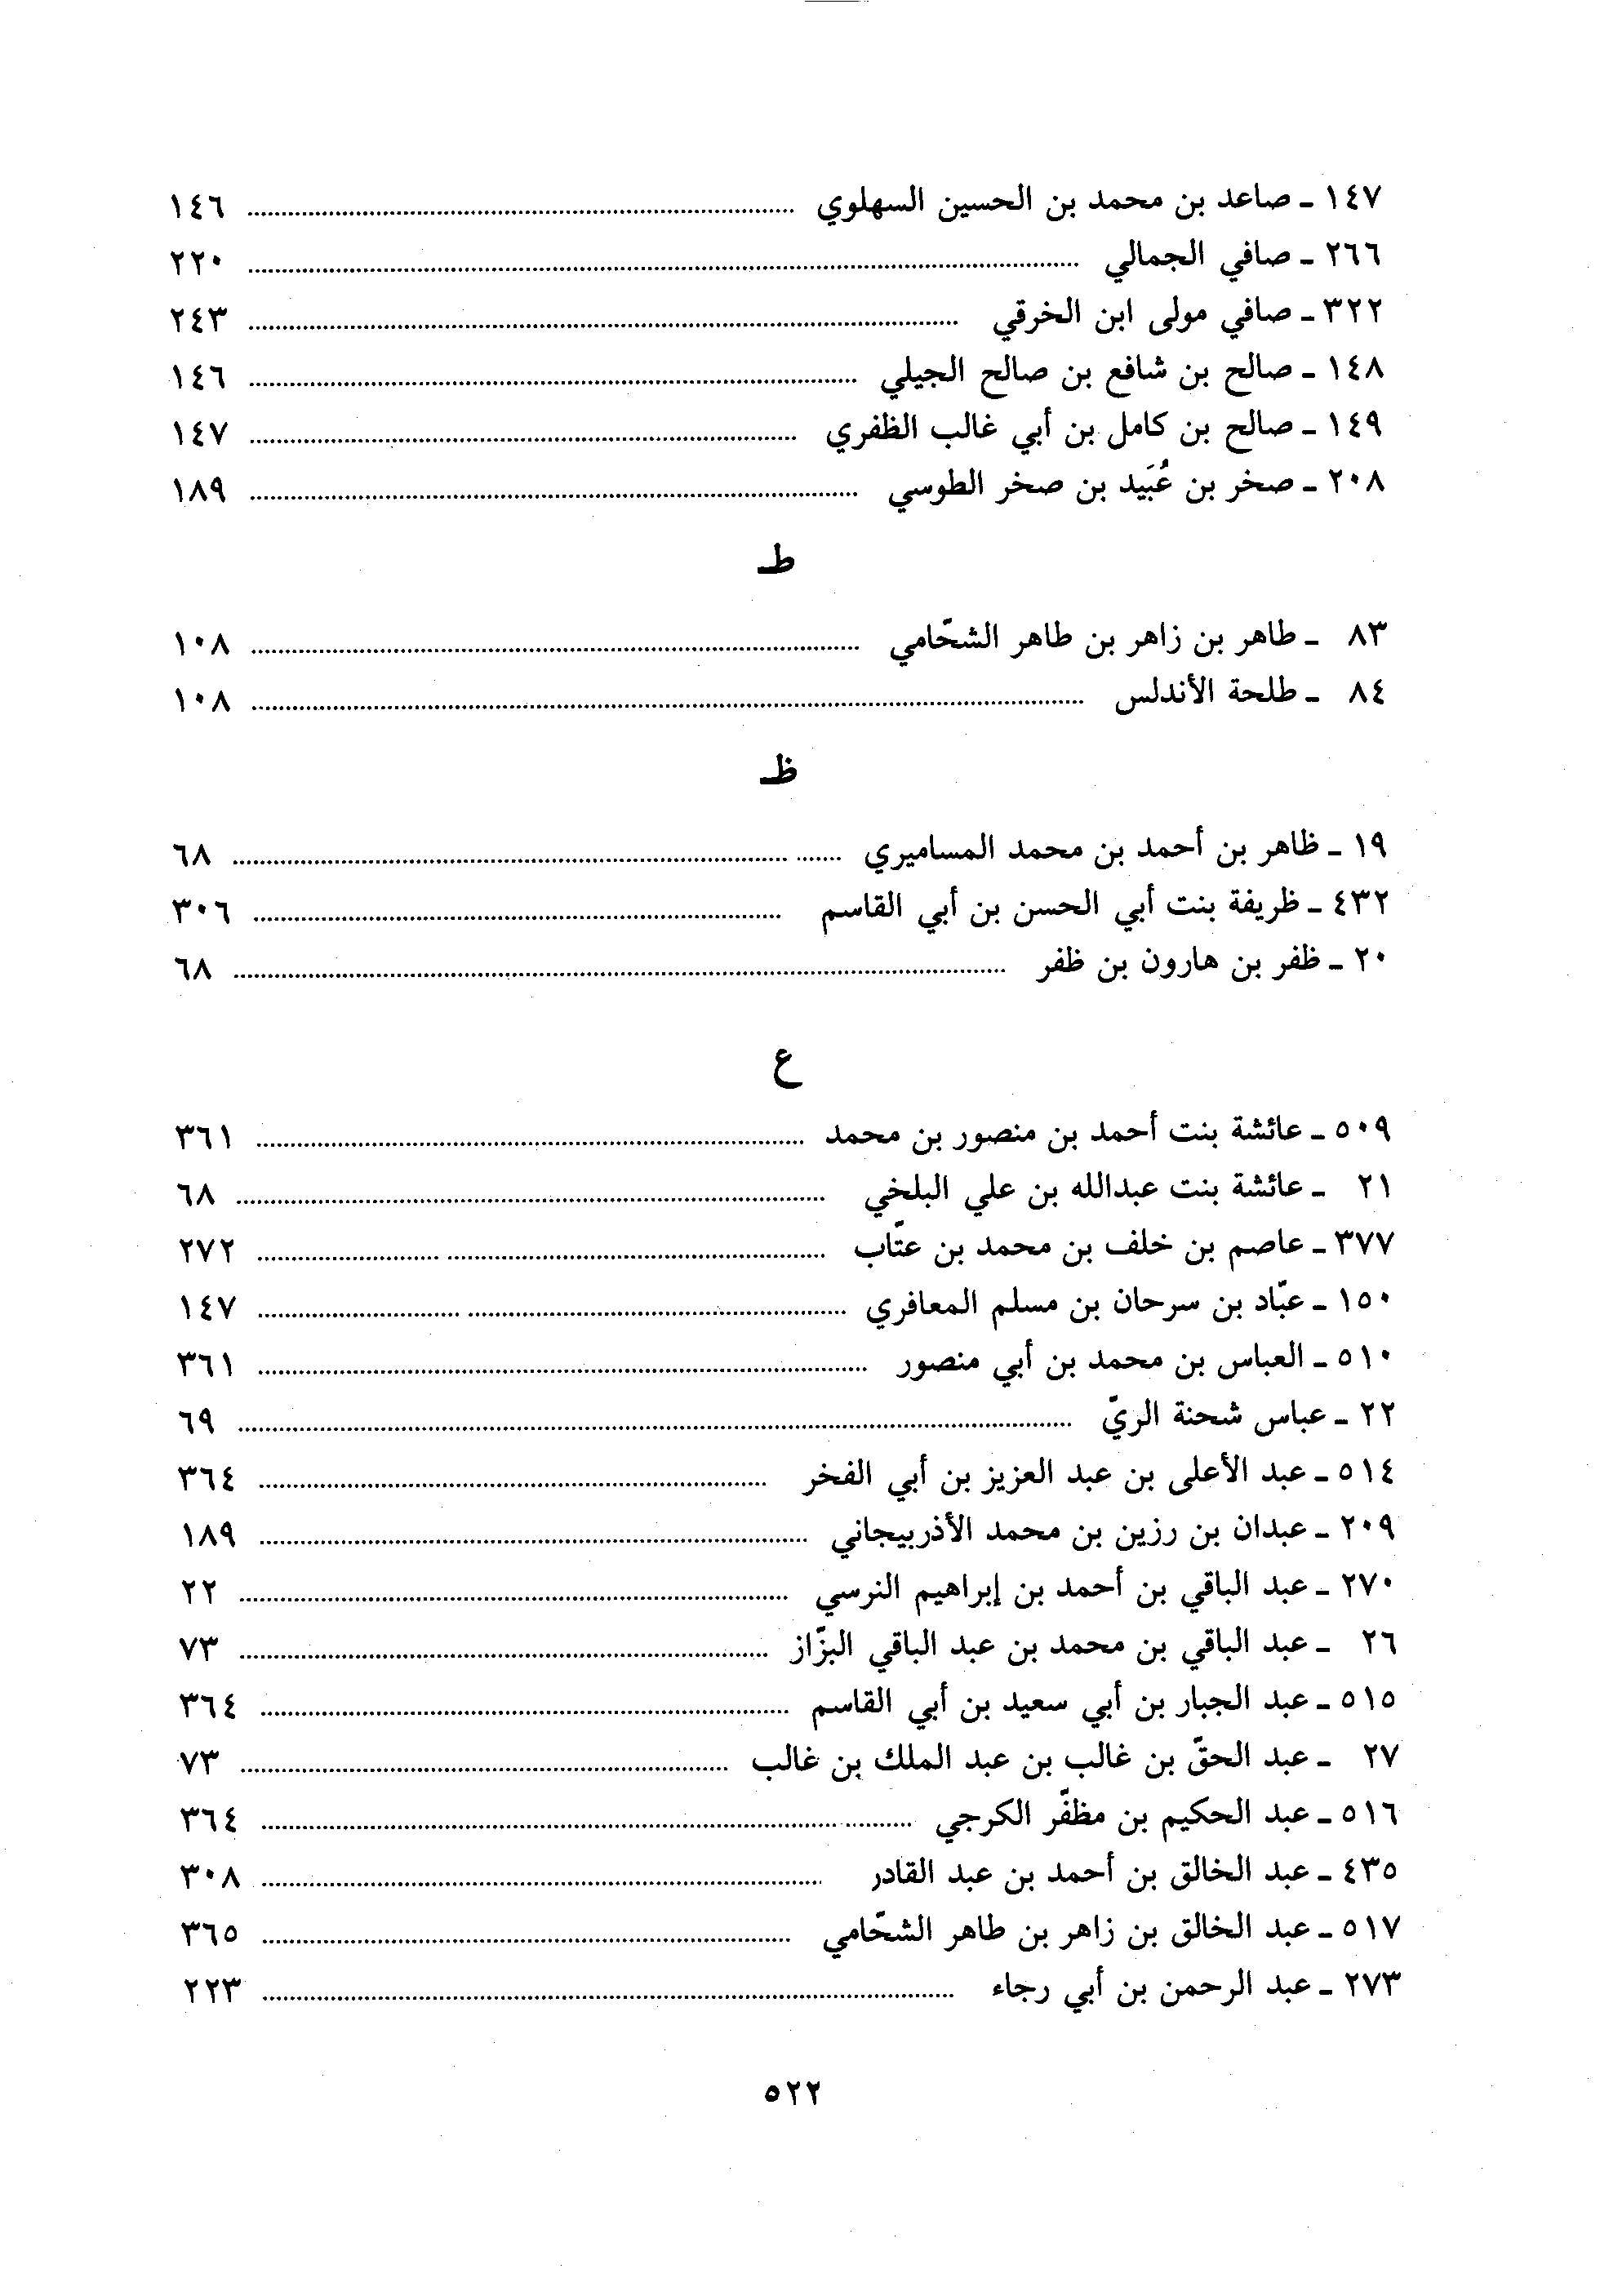 ١٤٧ ـ صاعد بن محمد بن الحسين السهلوي ........ ١٤٦
٢٦٦ ـ صافي الجمالي ........ ٢٢٠
٣٢٢ ـ صافي مولى ابن الخرقي ........ ٢٤٣
١٤٨ ـ صالح بن شافع بن صالح الجيلي ........ ١٤٦
١٤٩ ـ صالح بن كامل بن أبي غالب الظفري ........ ١٤٧
٢٠٨ ـ صخر بن عُبَيد بن صخر الطوسي ........ ١٨٩
طـ
٨٣ ـ طاهر بن زاهر بن طاهر الشحّامي ........ ١٠٨
٨٤ ـ طلحة الأندلس ........ ١٠٨
ظـ
١٩ ـ ظاهر بن أحمد بن محمد المساميري ........ ٦٨
٤٣٢ ـ ظريفة بنت أبي الحسن بن أبي القاسم ........ ٣٠٦
٢٠ ـ ظفر بن هارون بن ظفر ........ ٦٨
ع
٥٠٩ ـ عائشة بنت أحمد بن منصور بن محمد ........ ٣٦١
٢١ ـ عائشة بنت عبدالله بن علي البلخي ........ ٦٨
٣٧٧ ـ عاصم بن خلف بن محمد بن عتّاب ........ ٢٧٢
١٥٠ ـ عبّاد بن سرحان بن مسلم المعافري ........ ١٤٧
٥١٠ ـ العباس بن محمد بن أبي منصور ........ ٣٦١
٢٢ ـ عباس شحنة الريّ ........ ٦٩
٥١٤ ـ عبد الأعلى بن عبد العزيز بن أبي الفخر ........ ٣٦٤
٢٠٩ ـ عبدان بن رزين بن محمد الأذربيجاني ........ ١٨٩
٢٧٠ ـ عبد الباقي بن أحمد بن إبراهيم النرسي ........ ٢٢
٢٦ ـ عبد الباقي بن محمد بن عبد الباقي البزّاز ........ ٧٣
٥١٥ ـ عبد الجبار بن أبي سعيد بن أبي القاسم ........ ٣٦٤
٢٧ ـ عبد الحقّ بن غالب بن عبد الملك بن غالب ........ ٧٣
٥١٦ ـ عبد الحكيم بن مظفّر الكرجي ........ ٣٦٤
٤٣٥ ـ عبد الخالق بن أحمد بن عبد القادر ........ ٣٠٨
٥١٧ ـ عبد الخالق بن زاهر بن طاهر الشحّامي ........ ٣٦٥
٢٧٣ ـ عبد الرحمن بن أبي رجاء ........ ٢٢٣
٥٢٢